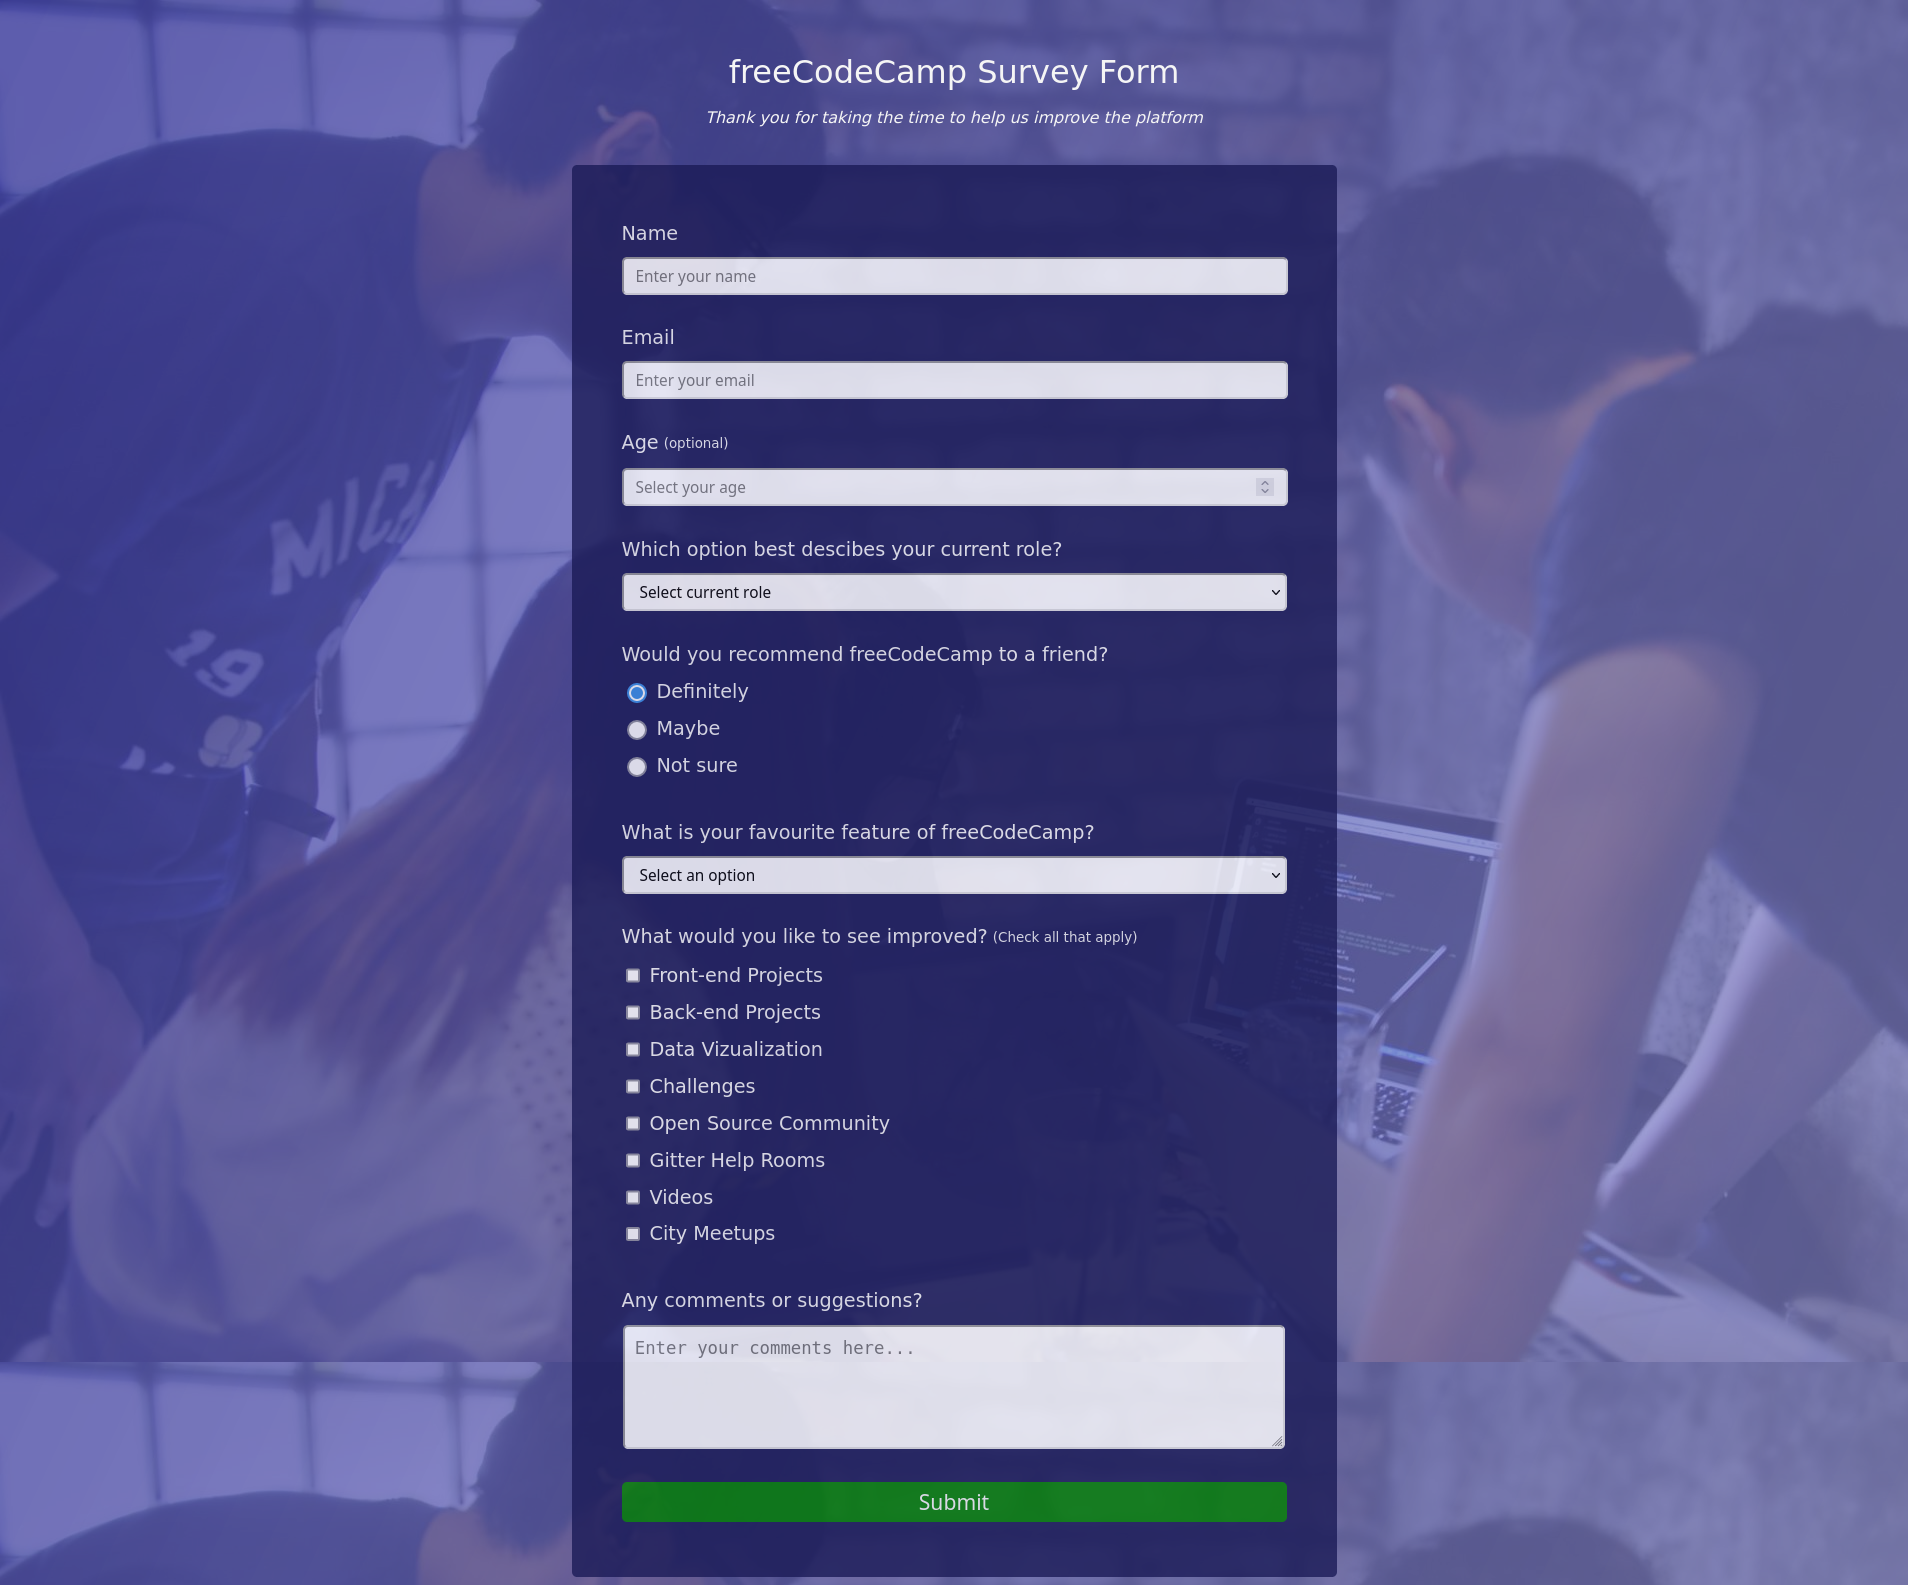 freeCodeCamp Survey Form
Thank you for taking the time to help us improve the platform
Name
Enter your name
Email
Enter your email
Age (optional)
Select your age
Which option best descibes your current role?
Select current role
Would you recommend freeCodeCamp to a friend?
Definitely
Maybe
Not sure
What is your favourite feature of freeCodeCamp?
Select an option
What would you like to see improved? (Check all that apply)
Front-end Projects
Back-end Projects
Data Vizualization
Challenges
Open Source Community
Gitter Help Rooms
Videos
City Meetups
Any comments or suggestions?
Enter your comments here...
Submit
MICH
19